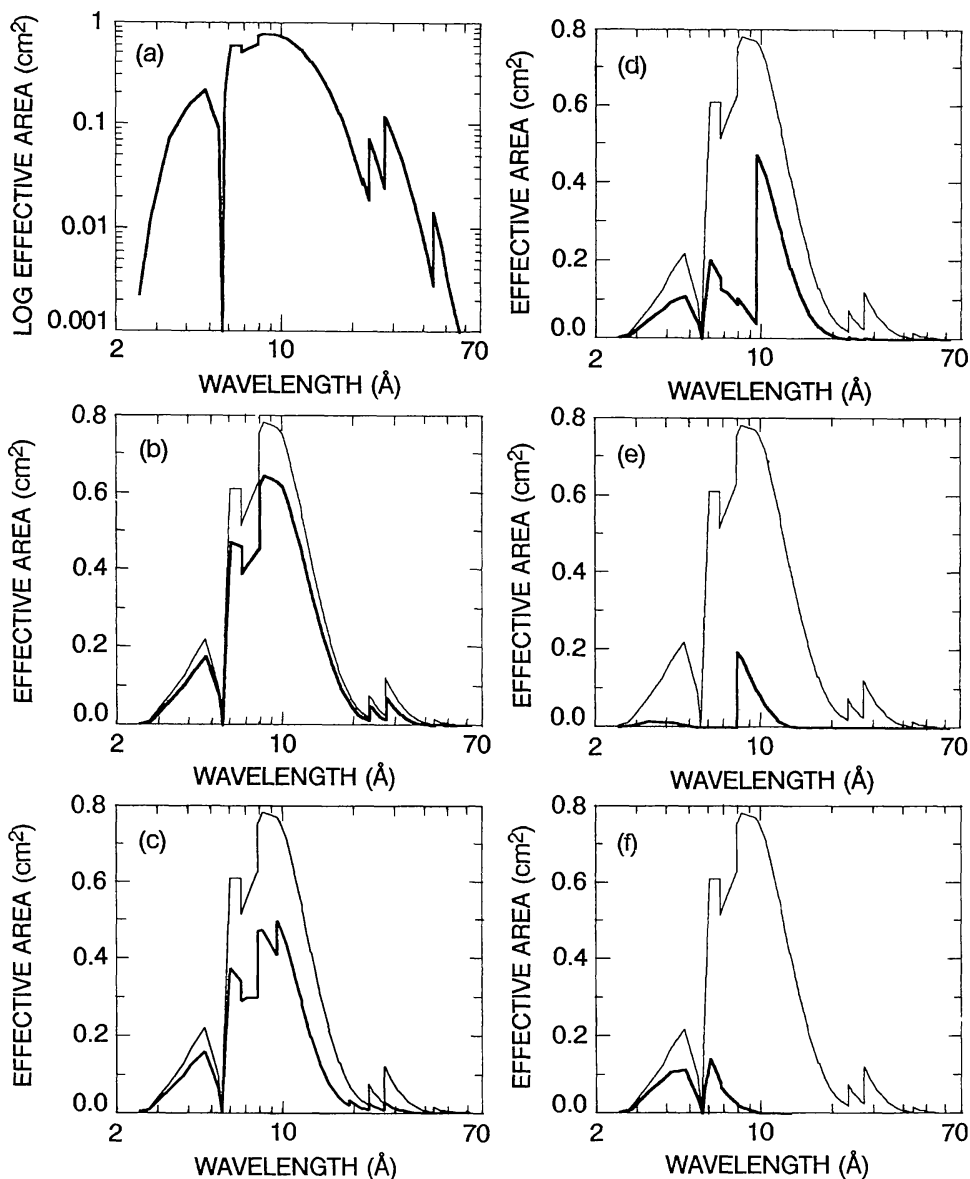 (a)
LOG EFFECTIVE AREA (cm²)
1
0.1
0.01
0.001
2
10
70
WAVELENGTH (Å)
(b)
EFFECTIVE AREA (cm²)
0.8
0.6
0.4
0.2
0.0
2
10
70
WAVELENGTH (Å)
(c)
EFFECTIVE AREA (cm²)
0.8
0.6
0.4
0.2
0.0
2
10
70
WAVELENGTH (Å)
(d)
EFFECTIVE AREA (cm²)
0.8
0.6
0.4
0.2
0.0
2
10
70
WAVELENGTH (Å)
(e)
EFFECTIVE AREA (cm²)
0.8
0.6
0.4
0.2
0.0
2
10
70
WAVELENGTH (Å)
(f)
EFFECTIVE AREA (cm²)
0.8
0.6
0.4
0.2
0.0
2
10
70
WAVELENGTH (Å)